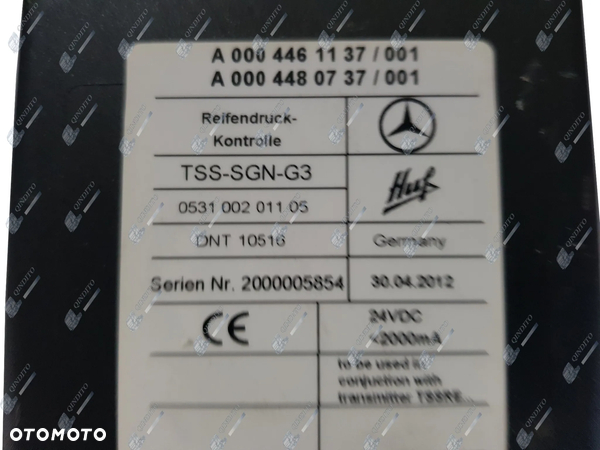 A 000 446 11 37 / 001
A 000 448 07 37 / 001
Reifendruck-
Kontrolle
TSS-SGN-G3
Huf
0531 002 011 05
DNT 10516
Germany
Serien Nr. 2000005854
30.04.2012
CE
24VDC
<2000mA
to be used in
conjuction with
transmitter TSSRE...
OTOMOTO
QINDITO